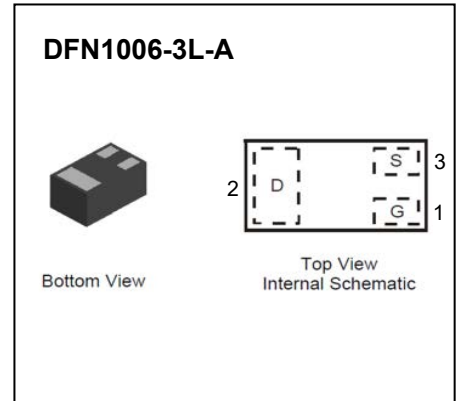 DFN1006-3L-A
S 3
2 D
G 1
Bottom View
Top View
Internal Schematic